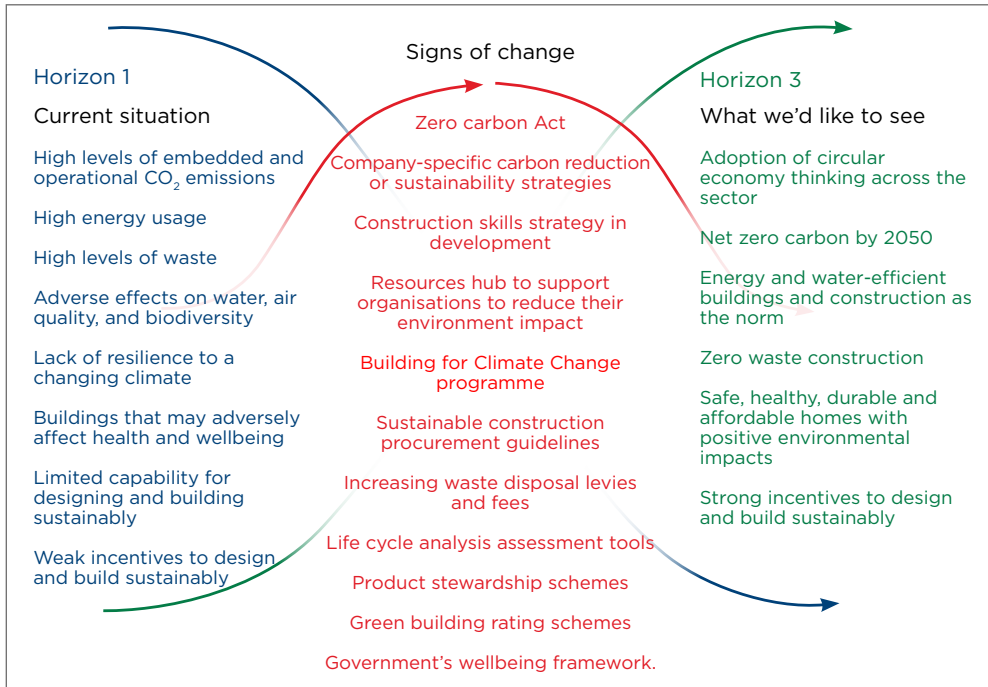 Horizon 1
Current situation
High levels of embedded and
operational CO₂ emissions
High energy usage
High levels of waste
Adverse effects on water, air
quality, and biodiversity
Lack of resilience to a
changing climate
Buildings that may adversely
affect health and wellbeing
Limited capability for
designing and building
sustainably
Weak incentives to design
and build sustainably
Signs of change
Zero carbon Act
Company-specific carbon reduction
or sustainability strategies
Construction skills strategy in
development
Resources hub to support
organisations to reduce their
environment impact
Building for Climate Change
programme
Sustainable construction
procurement guidelines
Increasing waste disposal levies
and fees
Life cycle analysis assessment tools
Product stewardship schemes
Green building rating schemes
Government’s wellbeing framework.
Horizon 3
What we’d like to see
Adoption of circular
economy thinking across the
sector
Net zero carbon by 2050
Energy and water-efficient
buildings and construction as
the norm
Zero waste construction
Safe, healthy, durable and
affordable homes with
positive environmental
impacts
Strong incentives to design
and build sustainably